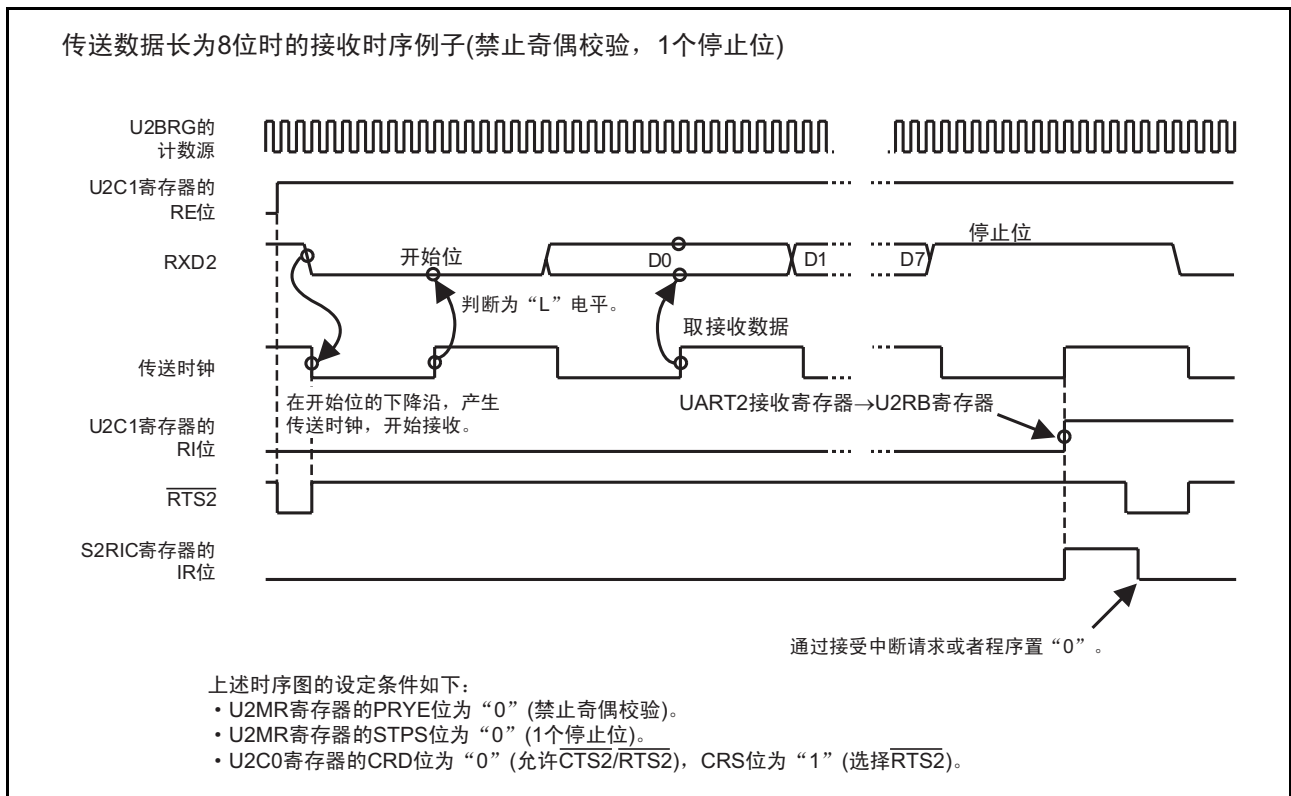 传送数据长为8位时的接收时序例子(禁止奇偶校验，1个停止位)
U2BRG的
计数源
U2C1寄存器的
RE位
RXD2
开始位
D0
D1
D7
停止位
判断为“L”电平。
取接收数据
传送时钟
在开始位的下降沿，产生
传送时钟，开始接收。
UART2接收寄存器→U2RB寄存器
U2C1寄存器的
RI位
RTS2
S2RIC寄存器的
IR位
通过接受中断请求或者程序置“0”。
上述时序图的设定条件如下：
・U2MR寄存器的PRYE位为“0”(禁止奇偶校验)。
・U2MR寄存器的STPS位为“0”(1个停止位)。
・U2C0寄存器的CRD位为“0”(允许CTS2/RTS2)，CRS位为“1”(选择RTS2)。